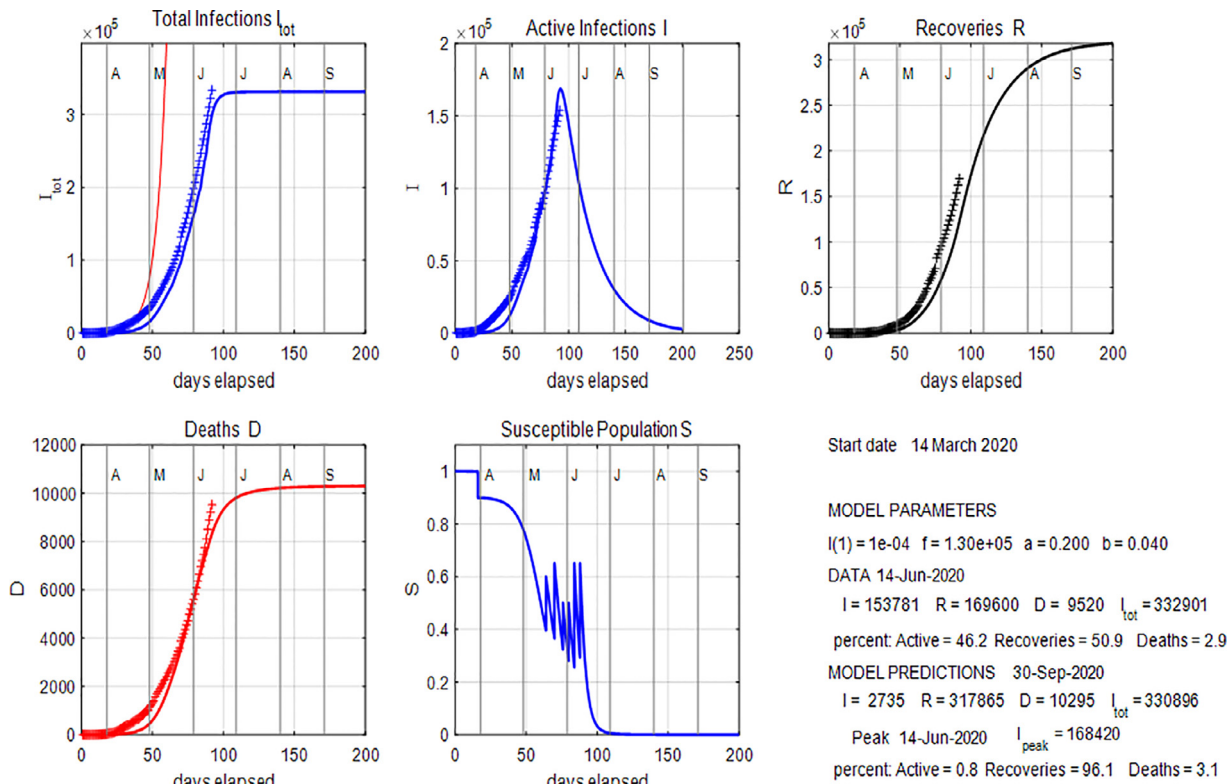 Total Infections I_tot
×10^5
A M J J A S
3
2
1
0
I_tot
0 50 100 150 200
days elapsed
Active Infections I
×10^5
A M J J A S
2
1.5
1
0.5
0
I
0 50 100 150 200 250
days elapsed
Recoveries R
×10^5
A M J J A S
3
2.5
2
1.5
1
0.5
0
R
0 50 100 150 200
days elapsed
Deaths D
A M J J A S
12000
10000
8000
6000
4000
2000
0
D
0 50 100 150 200
days elapsed
Susceptible Population S
A M J J A S
1
0.8
0.6
0.4
0.2
0
S
0 50 100 150 200
days elapsed
Start date 14 March 2020
MODEL PARAMETERS
I(1) = 1e-04 f = 1.30e+05 a = 0.200 b = 0.040
DATA 14-Jun-2020
I = 153781 R = 169600 D = 9520 I_tot = 332901
percent: Active = 46.2 Recoveries = 50.9 Deaths = 2.9
MODEL PREDICTIONS 30-Sep-2020
I = 2735 R = 317865 D = 10295 I_tot = 330896
Peak 14-Jun-2020 I_peak = 168420
percent: Active = 0.8 Recoveries = 96.1 Deaths = 3.1